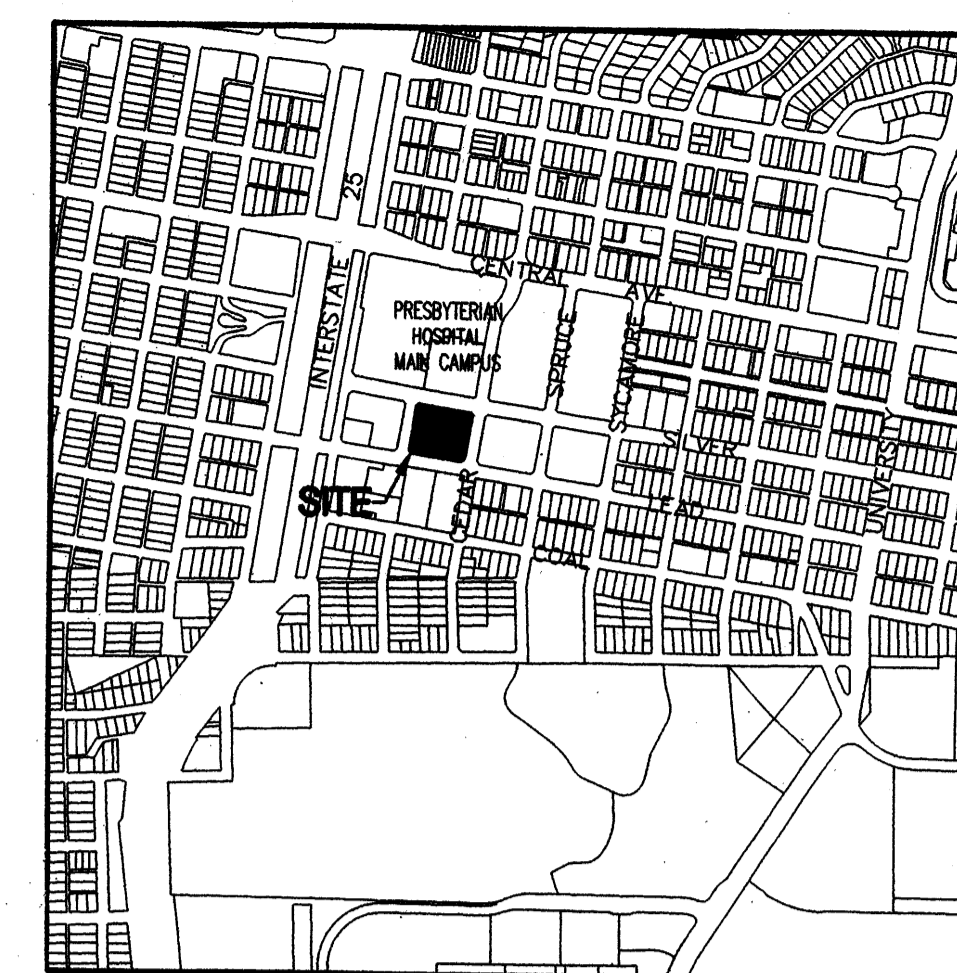 25
INTERSTATE
CENTRAL AVE.
PRESBYTERIAN
HOSPITAL
MAIN CAMPUS
SPRUCE
SYCAMORE
SILVER
UNIVERSITY
SITE
CEDAR
LEAD
COAL